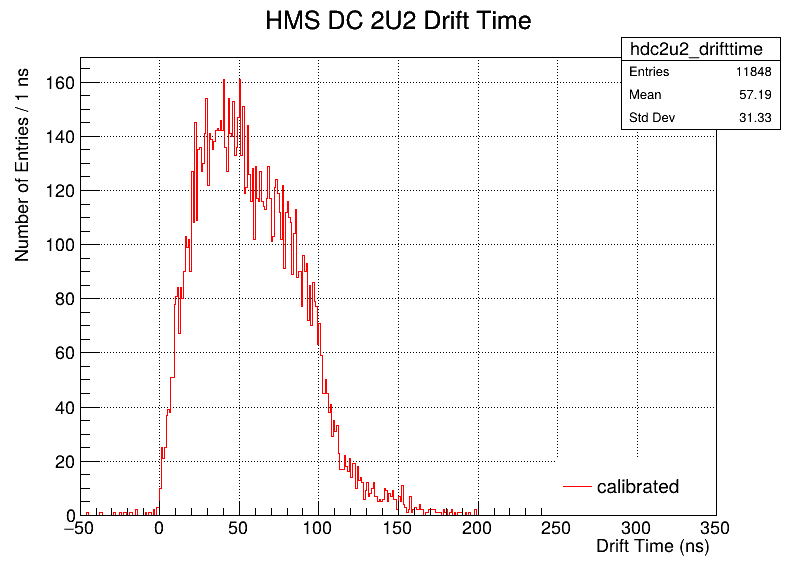 HMS DC 2U2 Drift Time
hdc2u2_drifttime
Entries 11848
Mean 57.19
Std Dev 31.33
Number of Entries / 1 ns
160
140
120
100
80
60
40
20
0
calibrated
−50 0 50 100 150 200 250 300 350
Drift Time (ns)